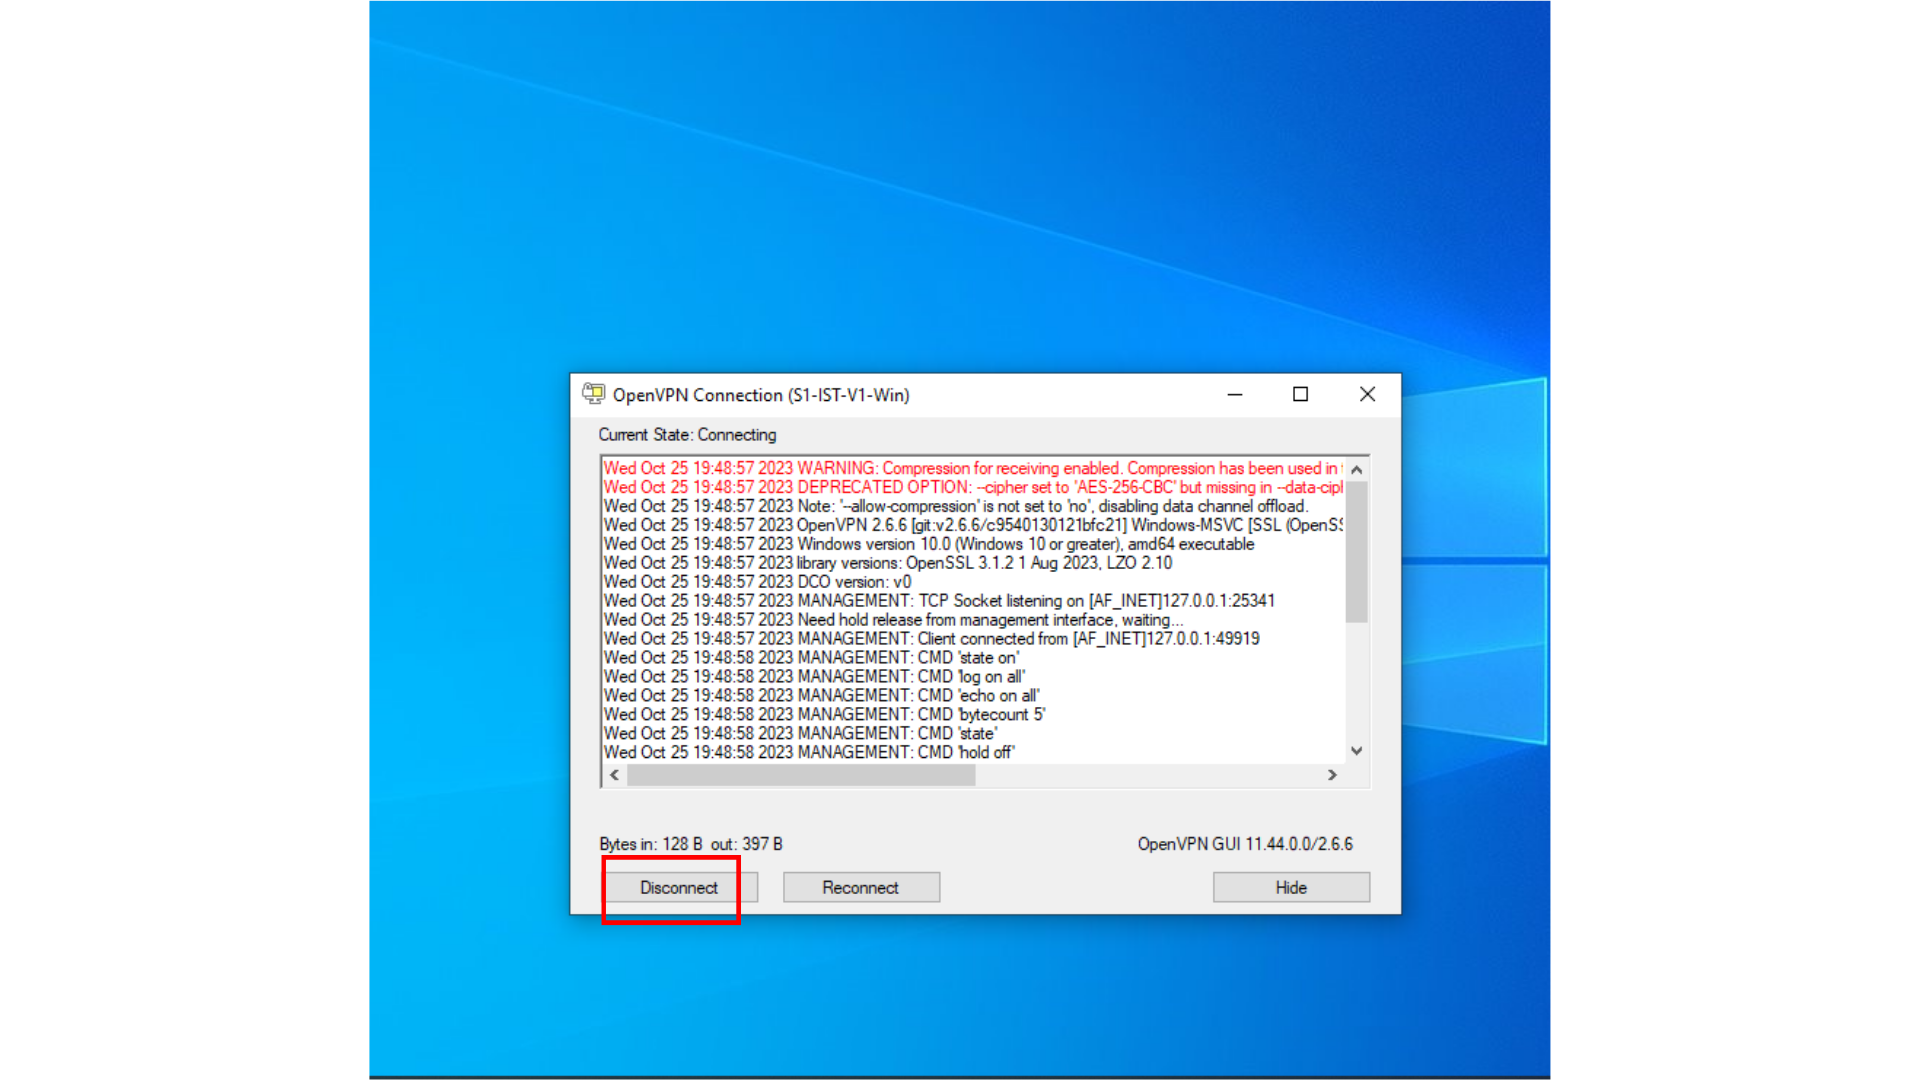 OpenVPN Connection (S1-IST-V1-Win)
Current State: Connecting
Wed Oct 25 19:48:57 2023 WARNING: Compression for receiving enabled. Compression has been used in
Wed Oct 25 19:48:57 2023 DEPRECATED OPTION: --cipher set to 'AES-256-CBC' but missing in --data-ciph
Wed Oct 25 19:48:57 2023 Note: '--allow-compression' is not set to 'no', disabling data channel offload.
Wed Oct 25 19:48:57 2023 OpenVPN 2.6.6 [git:v2.6.6/c9540130121bfc21] Windows-MSVC [SSL (OpenSS
Wed Oct 25 19:48:57 2023 Windows version 10.0 (Windows 10 or greater), amd64 executable
Wed Oct 25 19:48:57 2023 library versions: OpenSSL 3.1.2 1 Aug 2023, LZO 2.10
Wed Oct 25 19:48:57 2023 DCO version: v0
Wed Oct 25 19:48:57 2023 MANAGEMENT: TCP Socket listening on [AF_INET]127.0.0.1:25341
Wed Oct 25 19:48:57 2023 Need hold release from management interface, waiting...
Wed Oct 25 19:48:57 2023 MANAGEMENT: Client connected from [AF_INET]127.0.0.1:49919
Wed Oct 25 19:48:58 2023 MANAGEMENT: CMD 'state on'
Wed Oct 25 19:48:58 2023 MANAGEMENT: CMD 'log on all'
Wed Oct 25 19:48:58 2023 MANAGEMENT: CMD 'echo on all'
Wed Oct 25 19:48:58 2023 MANAGEMENT: CMD 'bytecount 5'
Wed Oct 25 19:48:58 2023 MANAGEMENT: CMD 'state'
Wed Oct 25 19:48:58 2023 MANAGEMENT: CMD 'hold off'
Bytes in: 128 B out: 397 B
OpenVPN GUI 11.44.0.0/2.6.6
Disconnect
Reconnect
Hide